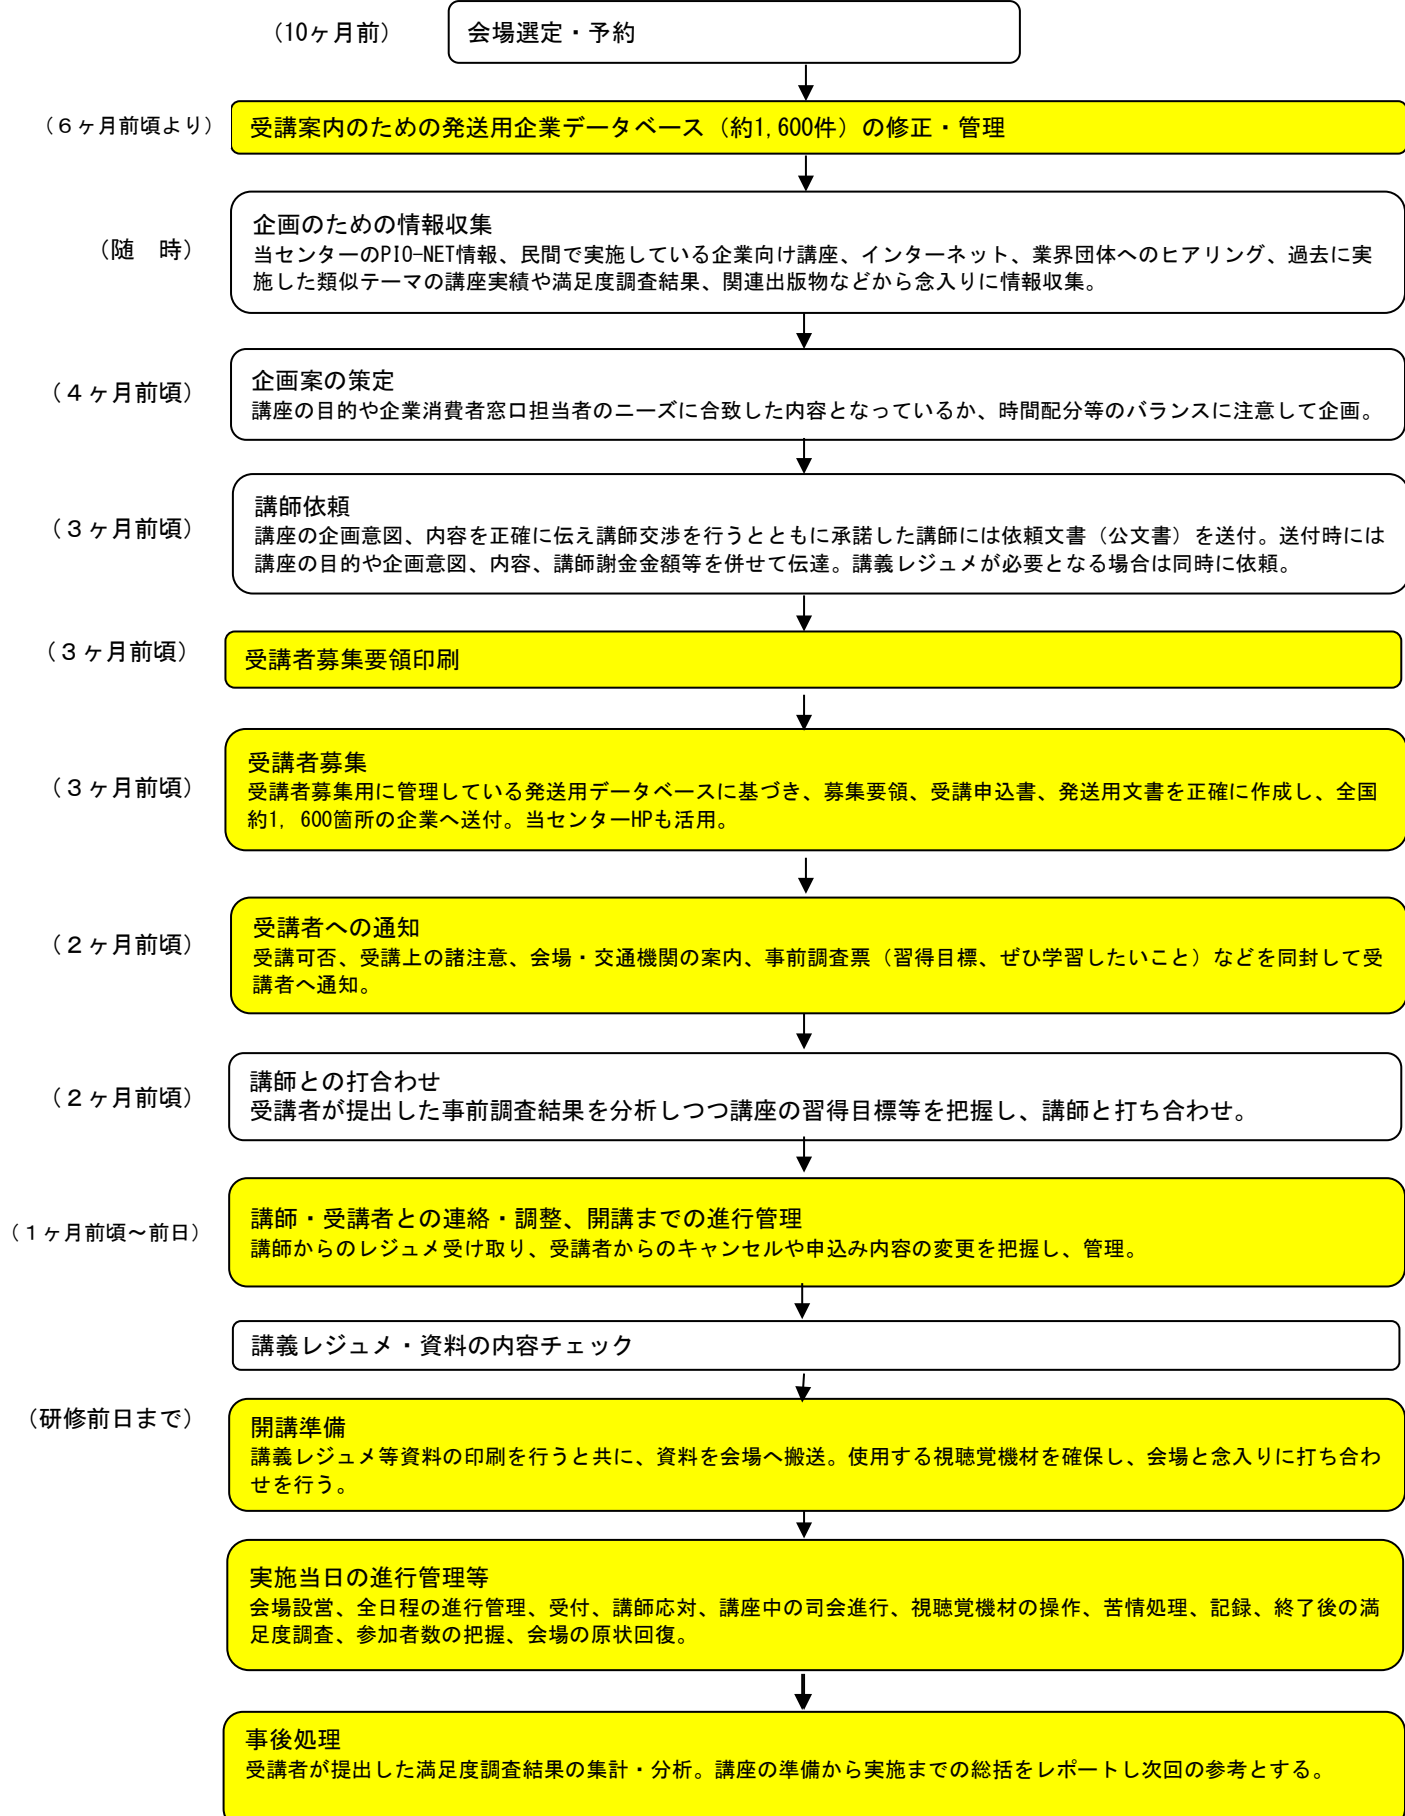 （10ヶ月前）
会場選定・予約
（６ヶ月前頃より）
受講案内のための発送用企業データベース（約1,600件）の修正・管理
（随　時）
企画のための情報収集
当センターのPIO-NET情報、民間で実施している企業向け講座、インターネット、業界団体へのヒアリング、過去に実
施した類似テーマの講座実績や満足度調査結果、関連出版物などから念入りに情報収集。
（４ヶ月前頃）
企画案の策定
講座の目的や企業消費者窓口担当者のニーズに合致した内容となっているか、時間配分等のバランスに注意して企画。
（３ヶ月前頃）
講師依頼
講座の企画意図、内容を正確に伝え講師交渉を行うとともに承諾した講師には依頼文書（公文書）を送付。送付時には
講座の目的や企画意図、内容、講師謝金金額等を併せて伝達。講義レジュメが必要となる場合は同時に依頼。
（３ヶ月前頃）
受講者募集要領印刷
（３ヶ月前頃）
受講者募集
受講者募集用に管理している発送用データベースに基づき、募集要領、受講申込書、発送用文書を正確に作成し、全国
約1, 600箇所の企業へ送付。当センターHPも活用。
（２ヶ月前頃）
受講者への通知
受講可否、受講上の諸注意、会場・交通機関の案内、事前調査票（習得目標、ぜひ学習したいこと）などを同封して受
講者へ通知。
（２ヶ月前頃）
講師との打合わせ
受講者が提出した事前調査結果を分析しつつ講座の習得目標等を把握し、講師と打ち合わせ。
（１ヶ月前頃～前日）
講師・受講者との連絡・調整、開講までの進行管理
講師からのレジュメ受け取り、受講者からのキャンセルや申込み内容の変更を把握し、管理。
講義レジュメ・資料の内容チェック
（研修前日まで）
開講準備
講義レジュメ等資料の印刷を行うと共に、資料を会場へ搬送。使用する視聴覚機材を確保し、会場と念入りに打ち合わ
せを行う。
実施当日の進行管理等
会場設営、全日程の進行管理、受付、講師応対、講座中の司会進行、視聴覚機材の操作、苦情処理、記録、終了後の満
足度調査、参加者数の把握、会場の原状回復。
事後処理
受講者が提出した満足度調査結果の集計・分析。講座の準備から実施までの総括をレポートし次回の参考とする。